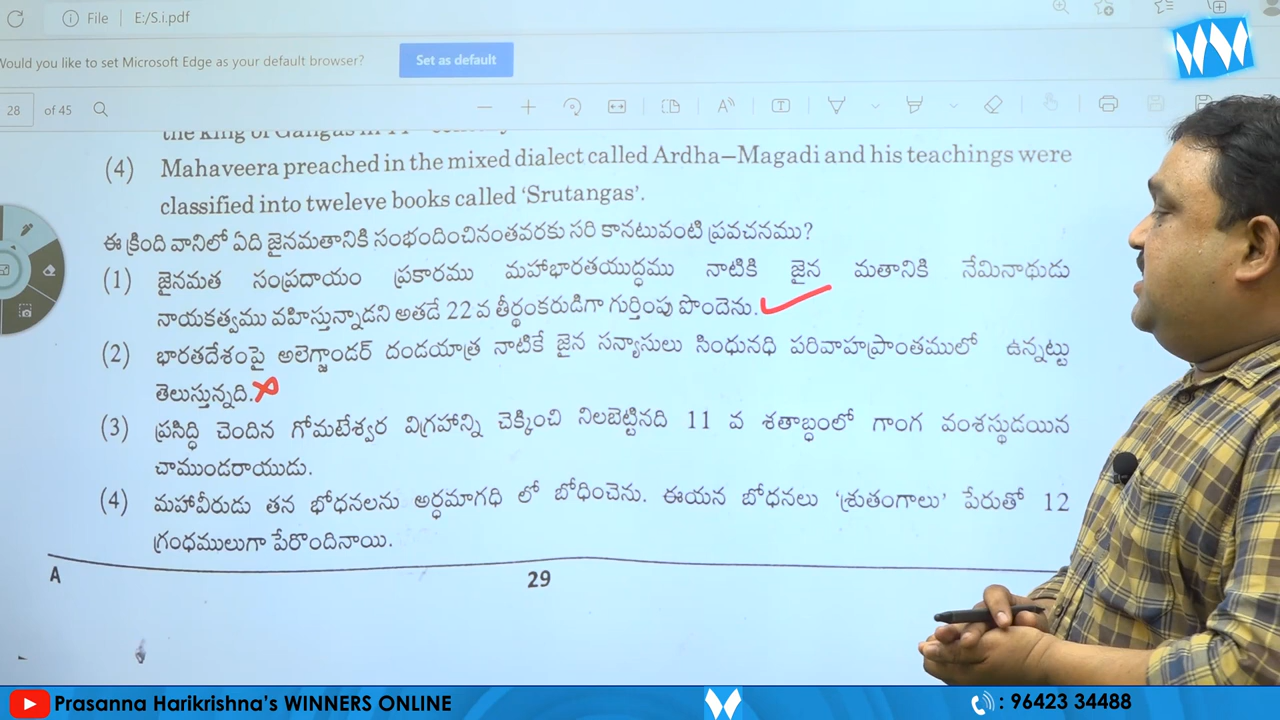 File E:/S.i.pdf
Would you like to set Microsoft Edge as your default browser? Set as default
28 of 45
(4) Mahaveera preached in the mixed dialect called Ardha–Magadi and his teachings were
classified into tweleve books called 'Srutangas'.
ఈ క్రింది వానిలో ఏది జైనమతానికి సంభందించినంతవరకు సరి కానటువంటి ప్రవచనము?
(1) జైనమత సంప్రదాయం ప్రకారము మహాభారతయుద్ధము నాటికి జైన మతానికి నేమినాథుడు
నాయకత్వము వహిస్తున్నాడని అతడే 22 వ తీర్థంకరుడిగా గుర్తింపు పొందెను.
(2) భారతదేశంపై అలెగ్జాండర్ దండయాత్ర నాటికే జైన సన్యాసులు సింధునధి పరివాహప్రాంతములో ఉన్నట్టు
తెలుస్తున్నది.
(3) ప్రసిద్ధి చెందిన గోమటేశ్వర విగ్రహాన్ని చెక్కించి నిలబెట్టినది 11 వ శతాబ్ధంలో గాంగ వంశస్థుడయిన
చాముండరాయుడు.
(4) మహావీరుడు తన భోధనలను అర్ధమాగధి లో బోధించెను. ఈయన బోధనలు 'శ్రుతంగాలు' పేరుతో 12
గ్రంధములుగా పేరొందినాయి.
A 29
Prasanna Harikrishna's WINNERS ONLINE : 96423 34488